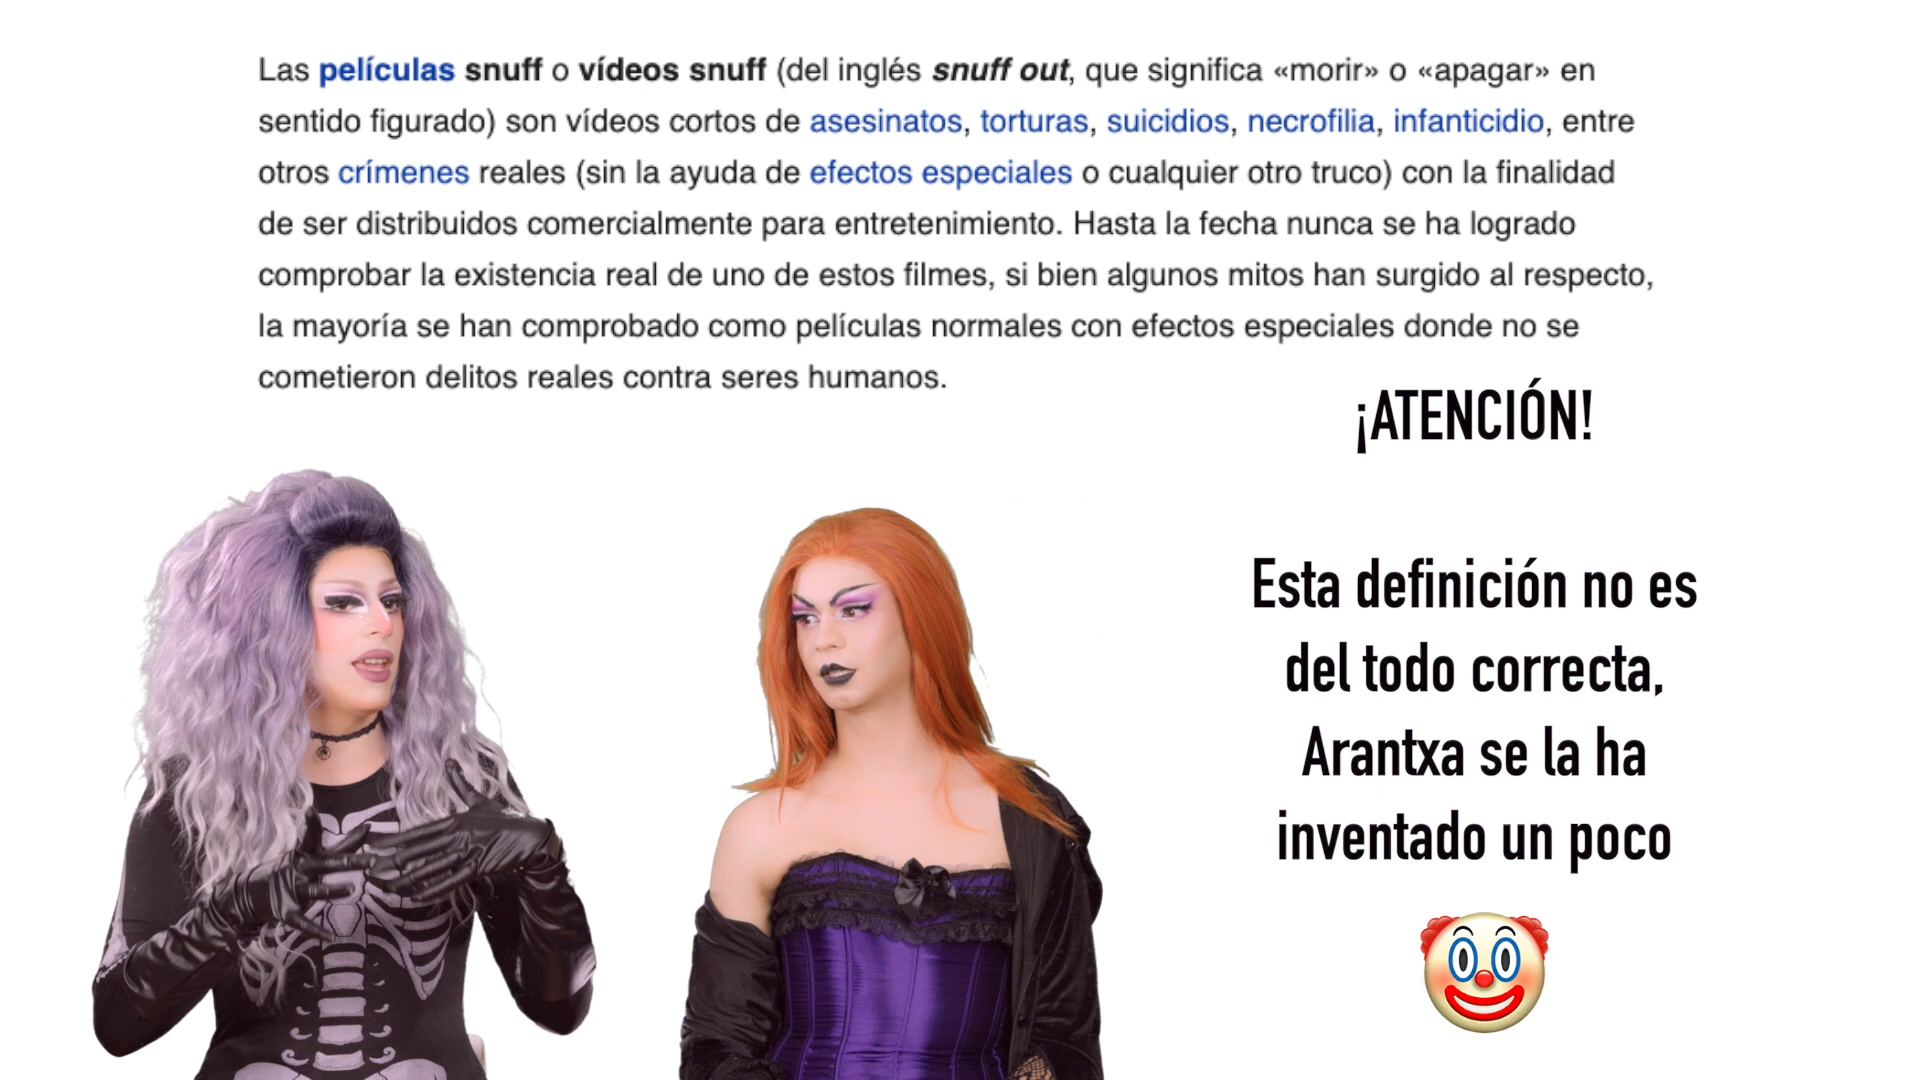 Las películas snuff o vídeos snuff (del inglés snuff out, que significa «morir» o «apagar» en
sentido figurado) son vídeos cortos de asesinatos, torturas, suicidios, necrofilia, infanticidio, entre
otros crímenes reales (sin la ayuda de efectos especiales o cualquier otro truco) con la finalidad
de ser distribuidos comercialmente para entretenimiento. Hasta la fecha nunca se ha logrado
comprobar la existencia real de uno de estos filmes, si bien algunos mitos han surgido al respecto,
la mayoría se han comprobado como películas normales con efectos especiales donde no se
cometieron delitos reales contra seres humanos.
¡ATENCIÓN!
Esta definición no es
del todo correcta,
Arantxa se la ha
inventado un poco